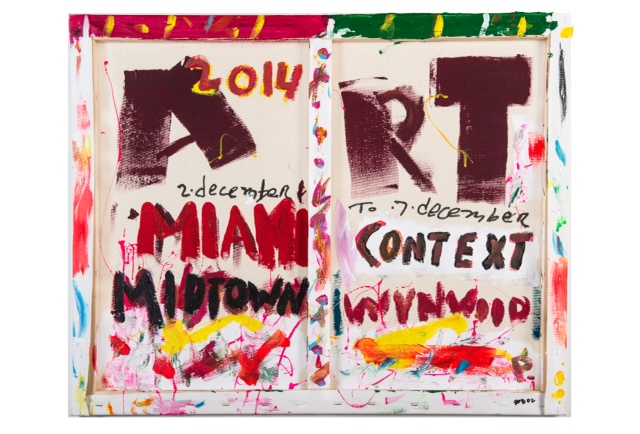 2014
ART
2.december
To .7.december
MIAMI
CONTEXT
MIDTOWN
WYNWOOD